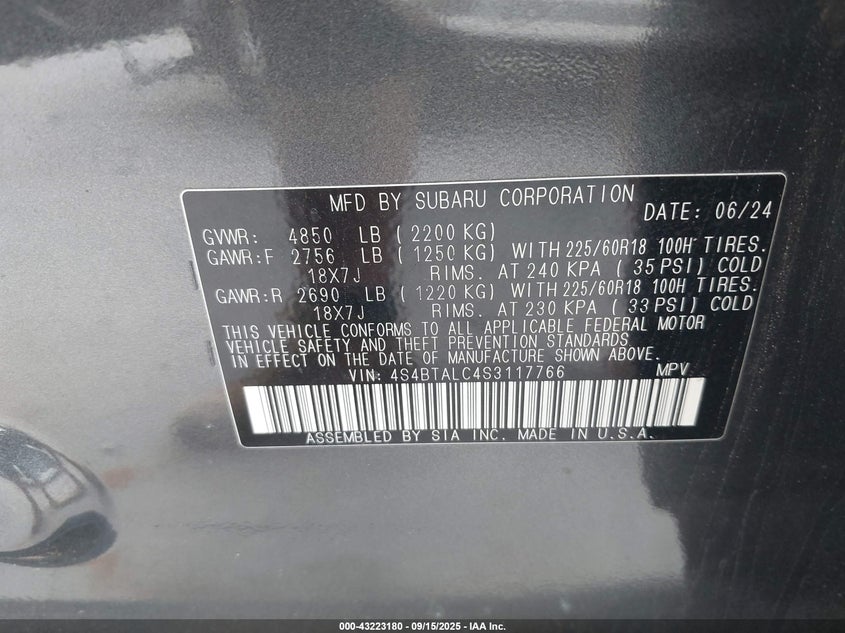 MFD BY SUBARU CORPORATION DATE: 06/24
GVWR: 4850 LB (2200 KG)
GAWR:F 2756 LB (1250 KG) WITH 225/60R18 100H TIRES.
18X7J RIMS. AT 240 KPA (35 PSI) COLD
GAWR:R 2690 LB (1220 KG) WITH 225/60R18 100H TIRES.
18X7J RIMS. AT 230 KPA (33 PSI) COLD
THIS VEHICLE CONFORMS TO ALL APPLICABLE FEDERAL MOTOR
VEHICLE SAFETY AND THEFT PREVENTION STANDARDS
IN EFFECT ON THE DATE OF MANUFACTURE SHOWN ABOVE.
VIN: 4S4BTALC4S3117766 MPV
ASSEMBLED BY SIA INC. MADE IN U.S.A.
000-43223180 - 09/15/2025 - IAA Inc.